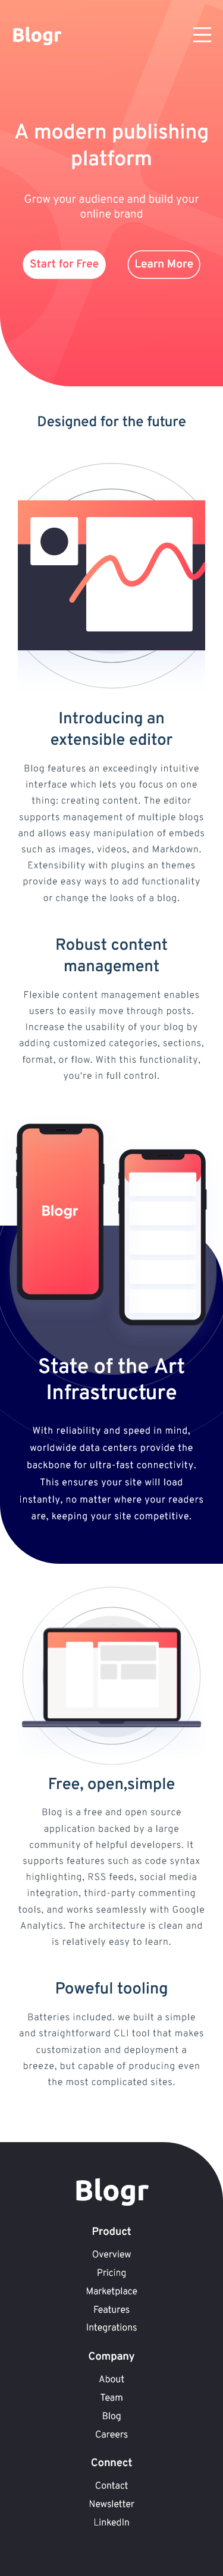 Blogr
A modern publishing
platform
Grow your audience and build your
online brand
Start for Free
Learn More
Designed for the future
Introducing an
extensible editor
Blog features an exceedingly intuitive
interface which lets you focus on one
thing: creating content. The editor
supports management of multiple blogs
and allows easy manipulation of embeds
such as images, videos, and Markdown.
Extensibility with plugins an themes
provide easy ways to add functionality
or change the looks of a blog.
Robust content
management
Flexible content management enables
users to easily move through posts.
Increase the usability of your blog by
adding customized categories, sections,
format, or flow. With this functionality,
you're in full control.
Blogr
State of the Art
Infrastructure
With reliability and speed in mind,
worldwide data centers provide the
backbone for ultra-fast connectivity.
This ensures your site will load
instantly, no matter where your readers
are, keeping your site competitive.
Free, open,simple
Blog is a free and open source
application backed by a large
community of helpful developers. It
supports features such as code syntax
highlighting, RSS feeds, social media
integration, third-party commenting
tools, and works seamlessly with Google
Analytics. The architecture is clean and
is relatively easy to learn.
Poweful tooling
Batteries included. we built a simple
and straightforward CLI tool that makes
customization and deployment a
breeze, but capable of producing even
the most complicated sites.
Blogr
Product
Overview
Pricing
Marketplace
Features
Integrations
Company
About
Team
Blog
Careers
Connect
Contact
Newsletter
LinkedIn